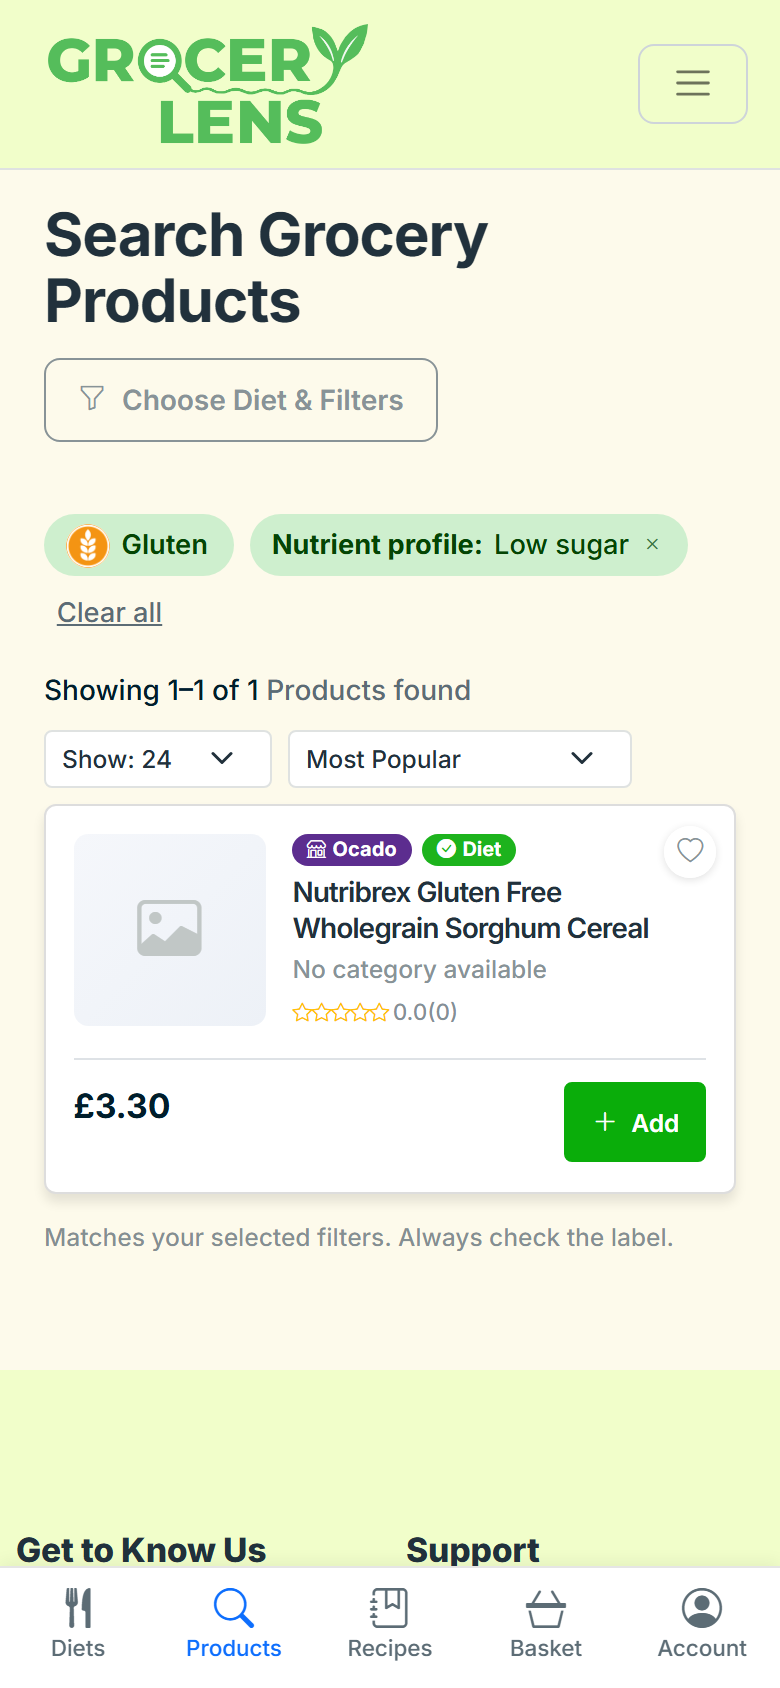 GROCERY
LENS
Search Grocery
Products
Choose Diet & Filters
Gluten
Nutrient profile: Low sugar ×
Clear all
Showing 1–1 of 1 Products found
Show: 24
Most Popular
Ocado
Diet
Nutribrex Gluten Free
Wholegrain Sorghum Cereal
No category available
0.0(0)
£3.30
+ Add
Matches your selected filters. Always check the label.
Get to Know Us
Support
Diets
Products
Recipes
Basket
Account